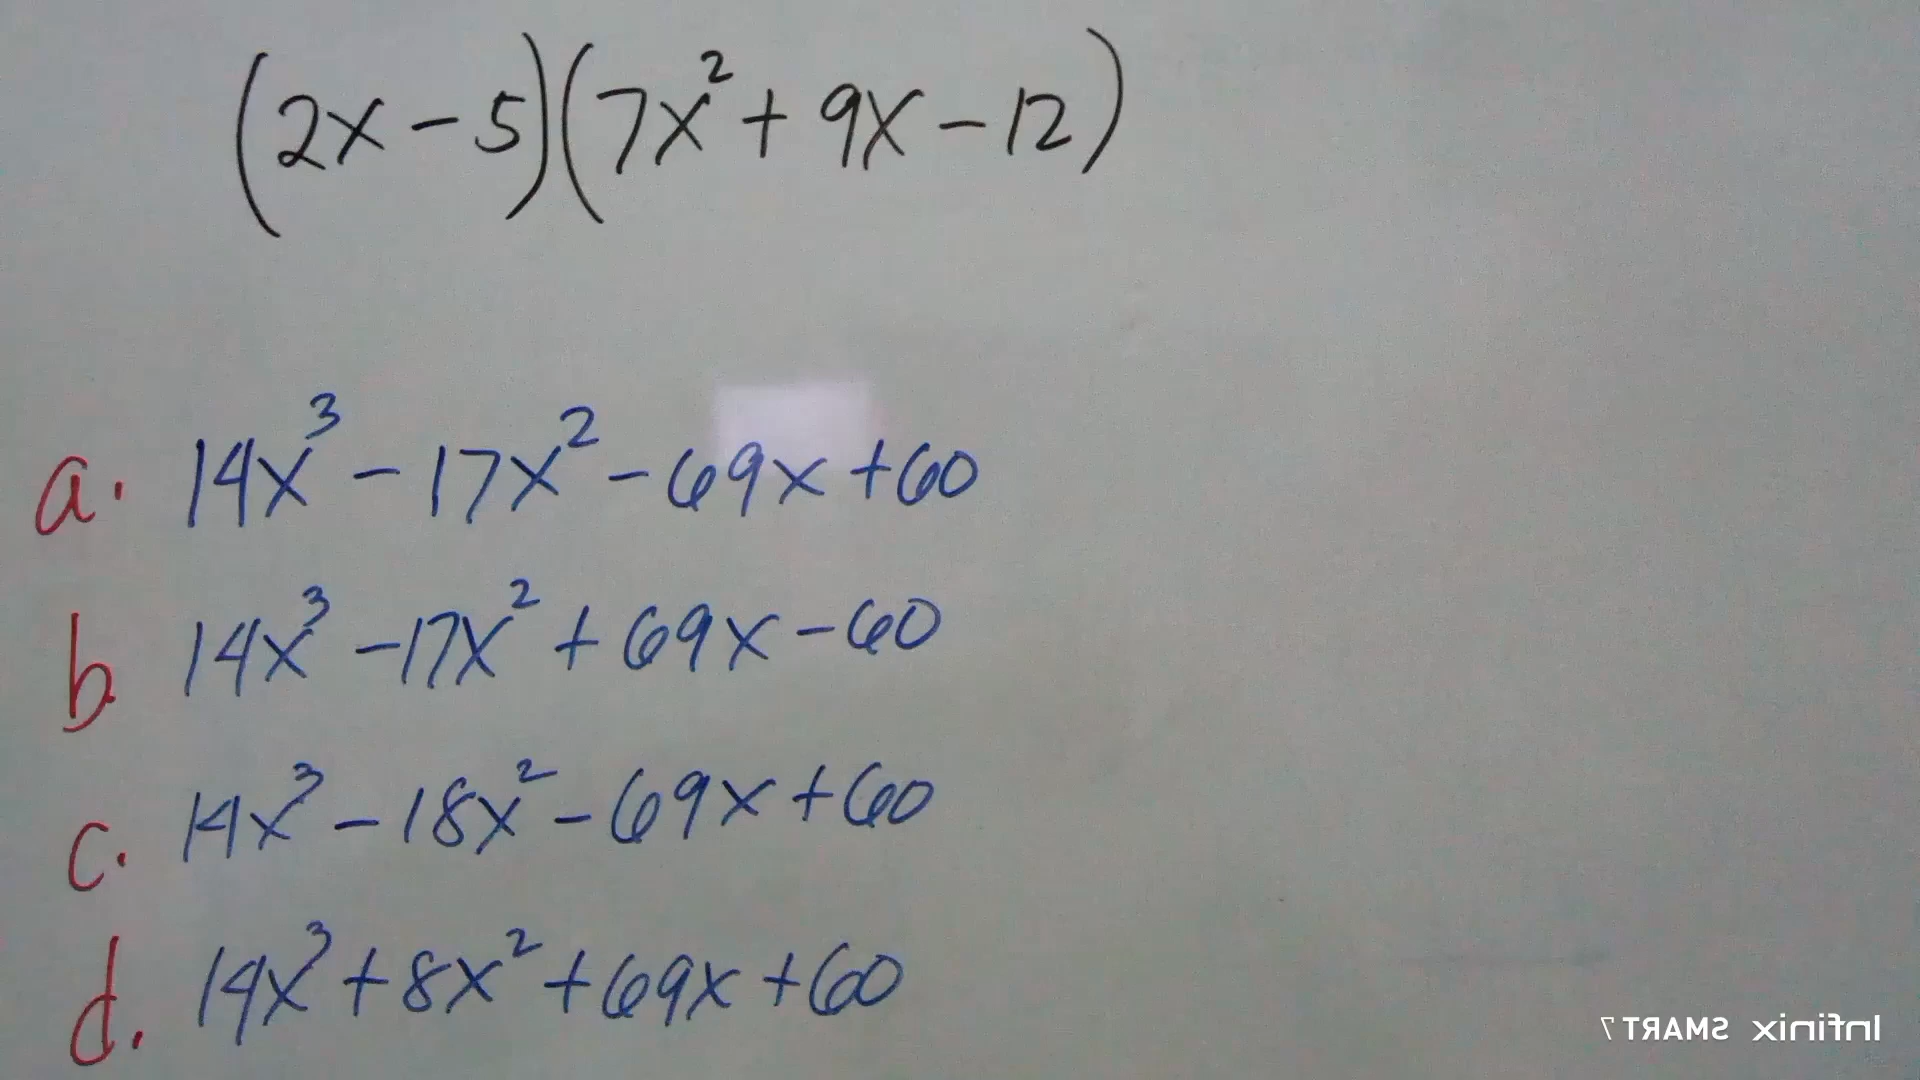 (2x - 5)(7x² + 9x - 12)
a. 14x³ - 17x² - 69x + 60
b. 14x³ - 17x² + 69x - 60
c. 14x³ - 18x² - 69x + 60
d. 14x³ + 8x² + 69x + 60
Infinix SMART 7